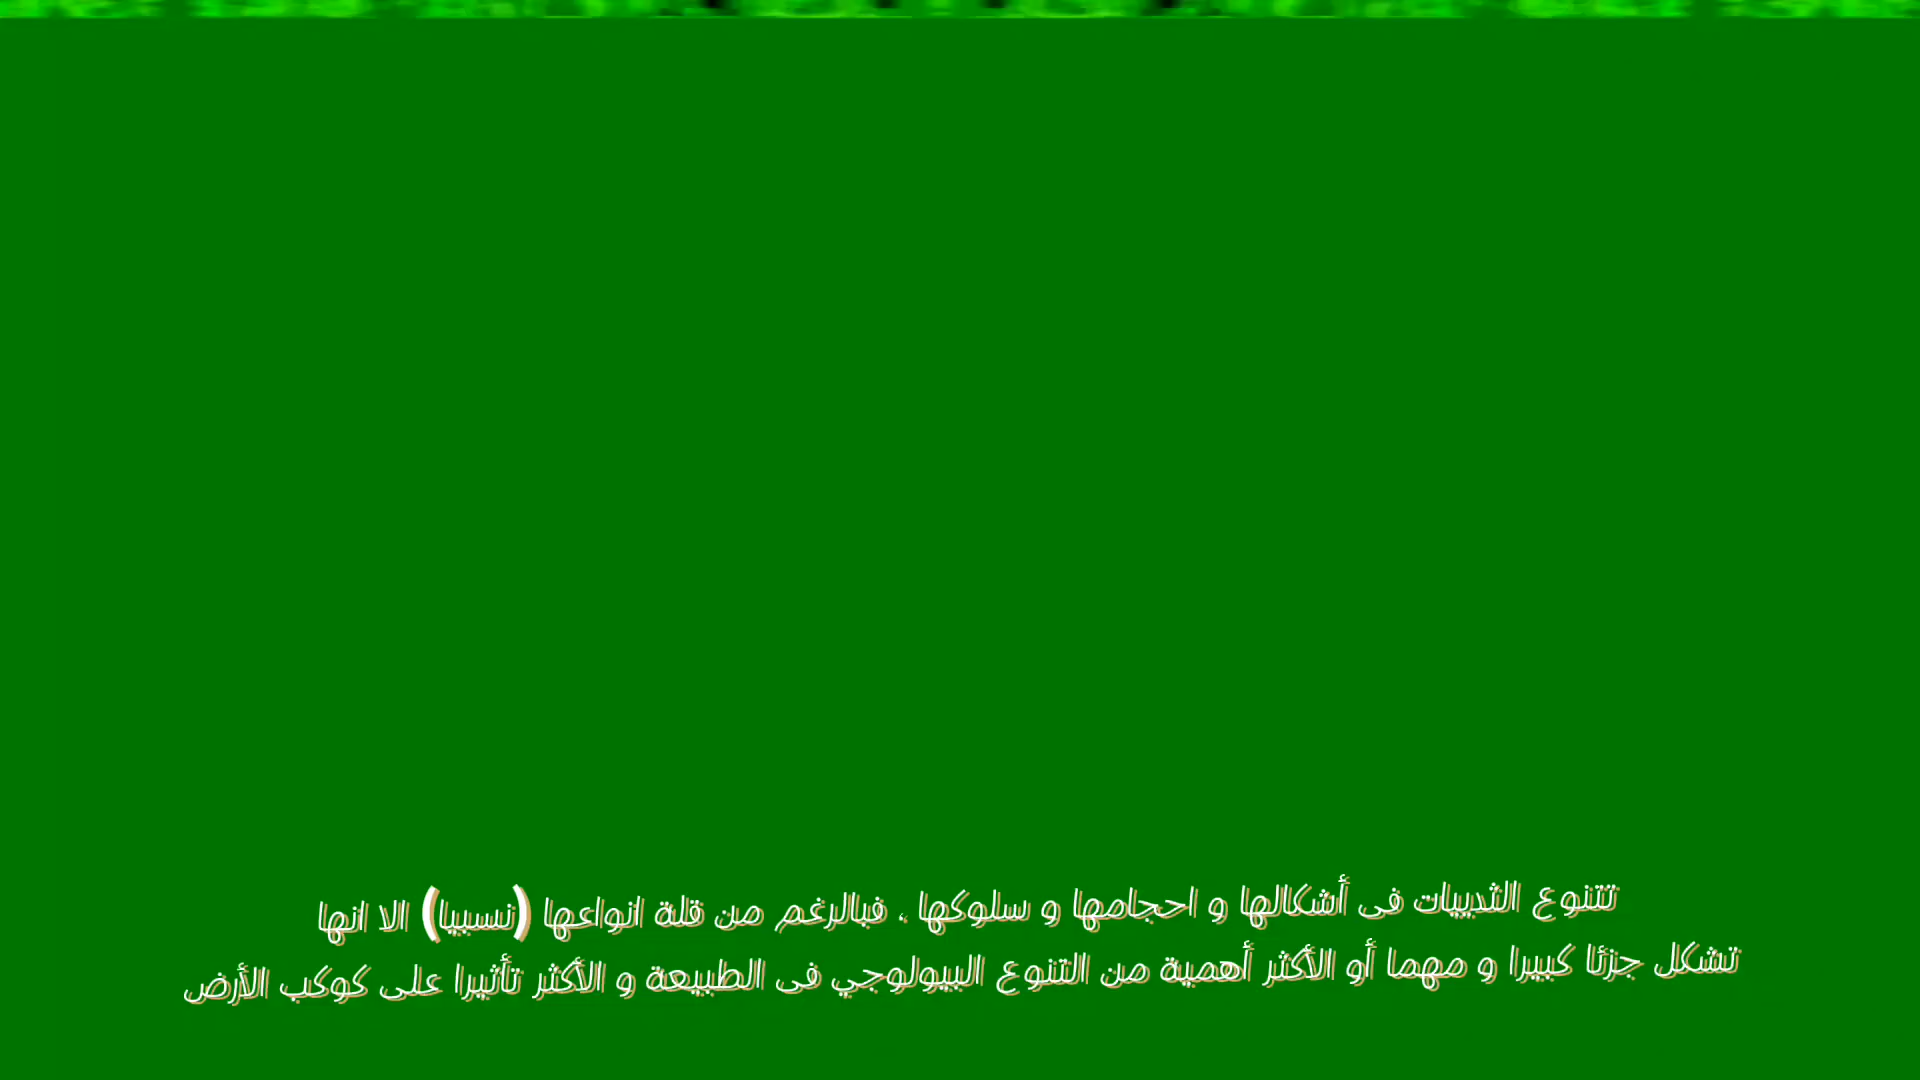 تتنوع الثدييات فى أشكالها و احجامها و سلوكها . فبالرغم من قلة انواعها (نسبيا) الا انها
تشكل جزئا كبيرا و مهما أو الأكثر أهمية من التنوع البيولوجي فى الطبيعة و الأكثر تأثيرا على كوكب الأرض